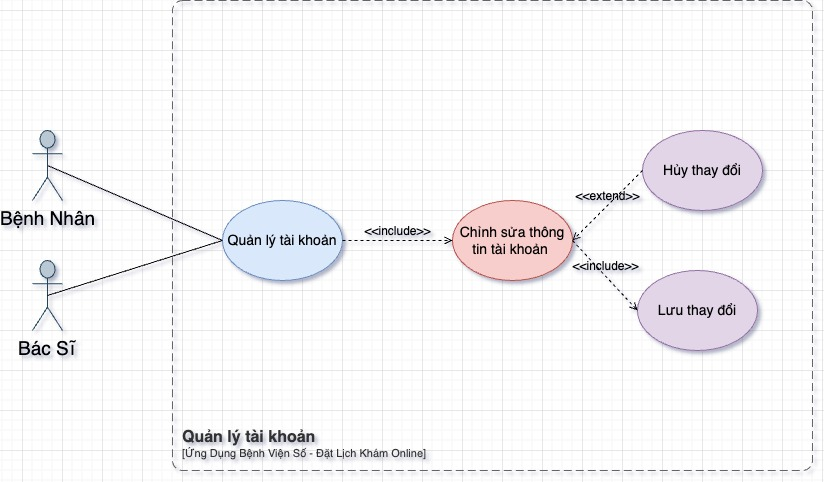 Bệnh Nhân
Bác Sĩ
Quản lý tài khoản
<<include>>
Chỉnh sửa thông
tin tài khoản
<<extend>>
Hủy thay đổi
<<include>>
Lưu thay đổi
Quản lý tài khoản
[Ứng Dụng Bệnh Viện Số - Đặt Lịch Khám Online]